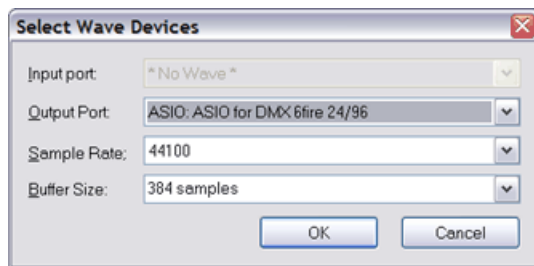 Select Wave Devices
Input port: * No Wave *
Output Port: ASIO: ASIO for DMX 6fire 24/96
Sample Rate; 44100
Buffer Size: 384 samples
OK Cancel